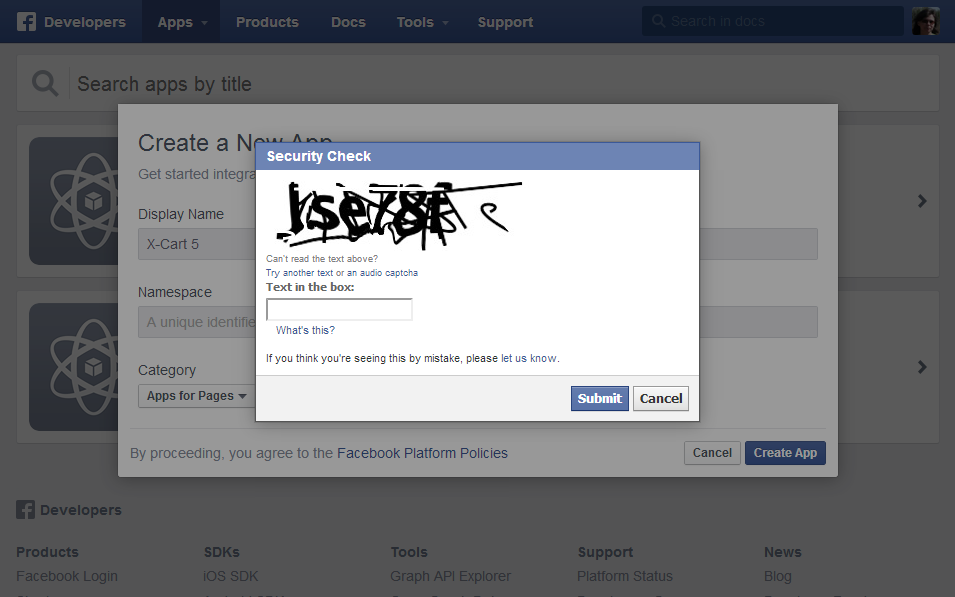 Developers Apps Products Docs Tools Support Search in docs
Search apps by title
Create a New App
Security Check
Get started integra
Can't read the text above?
Try another text or an audio captcha
Text in the box:
What's this?
If you think you're seeing this by mistake, please let us know.
Submit Cancel
Display Name
X-Cart 5
Namespace
A unique identifie
Category
Apps for Pages
By proceeding, you agree to the Facebook Platform Policies
Cancel Create App
Developers
Products SDKs Tools Support News
Facebook Login iOS SDK Graph API Explorer Platform Status Blog